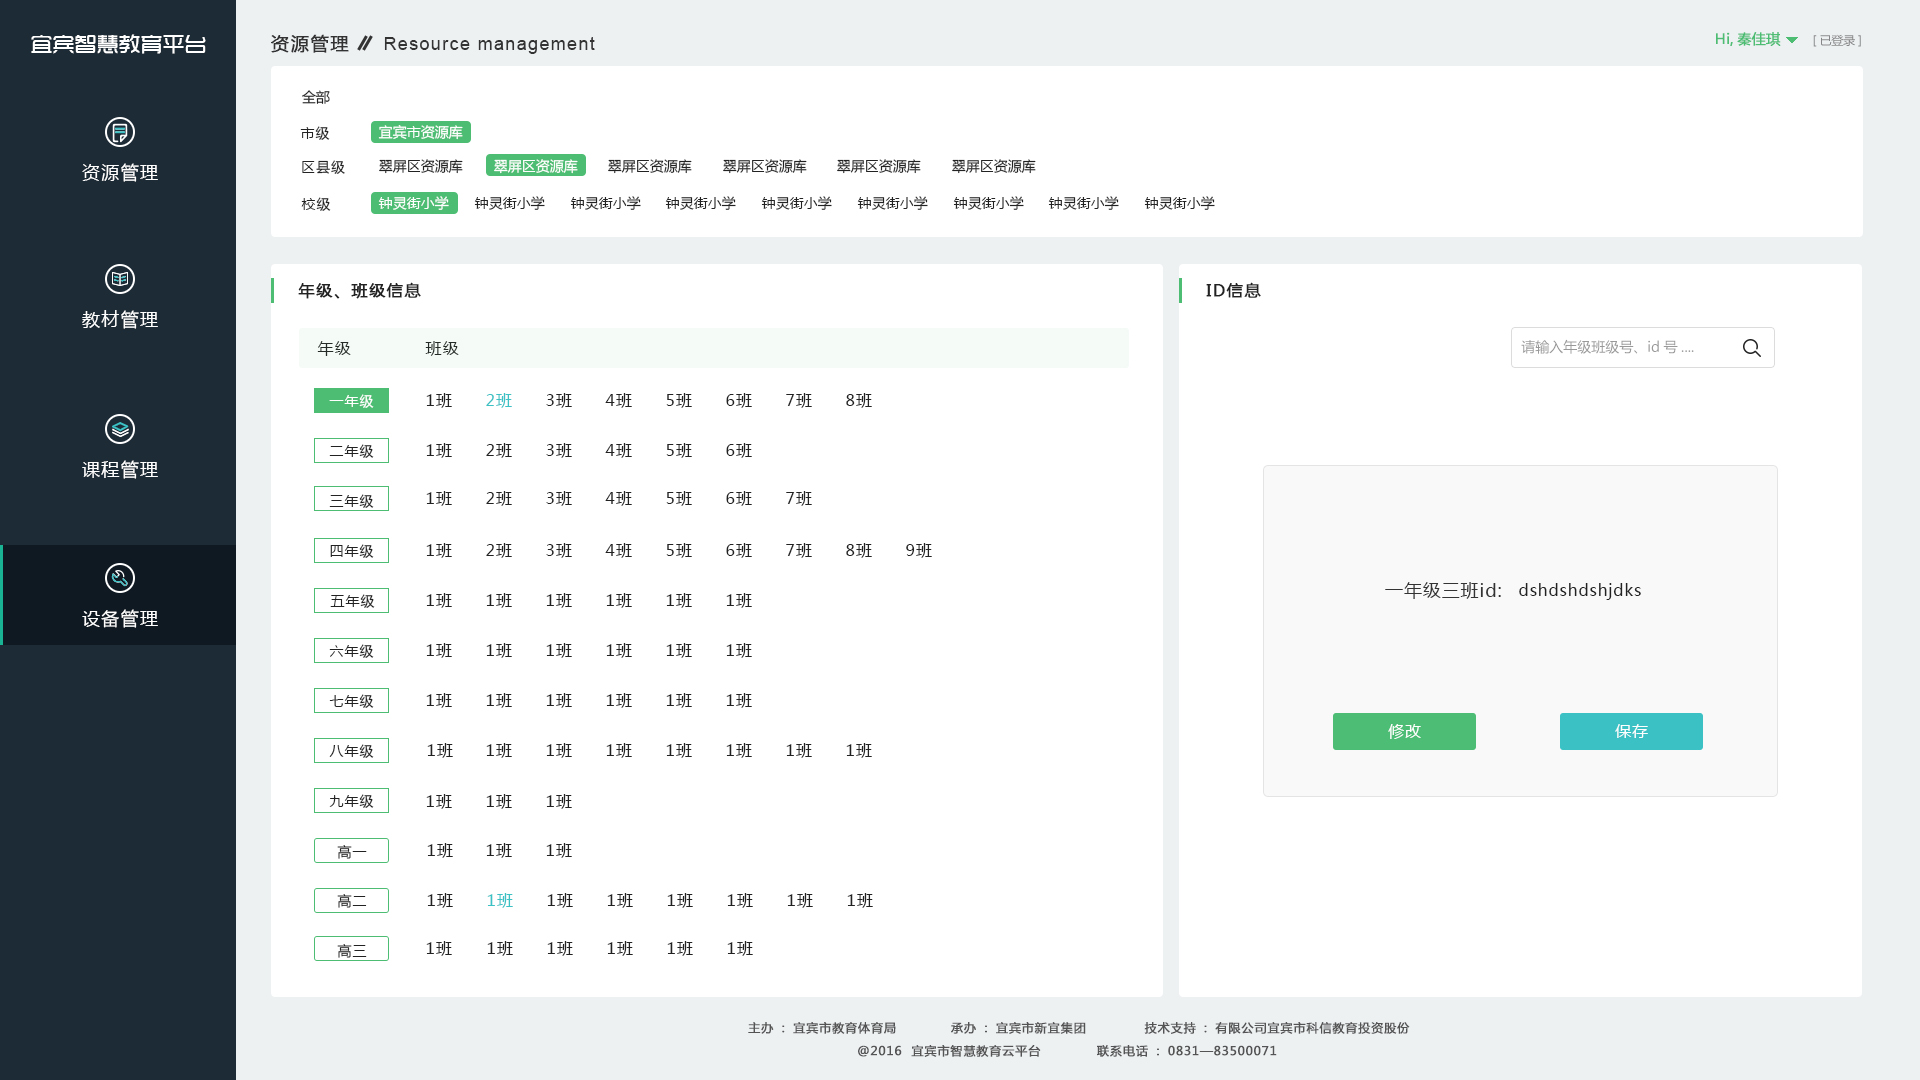 宜宾智慧教育平台
资源管理
教材管理
课程管理
设备管理
资源管理 // Resource management
Hi, 秦佳琪 [ 已登录 ]
全部
市级 宜宾市资源库
区县级 翠屏区资源库 翠屏区资源库 翠屏区资源库 翠屏区资源库 翠屏区资源库 翠屏区资源库
校级 钟灵街小学 钟灵街小学 钟灵街小学 钟灵街小学 钟灵街小学 钟灵街小学 钟灵街小学 钟灵街小学 钟灵街小学
年级、班级信息
年级 班级
一年级 1班 2班 3班 4班 5班 6班 7班 8班
二年级 1班 2班 3班 4班 5班 6班
三年级 1班 2班 3班 4班 5班 6班 7班
四年级 1班 2班 3班 4班 5班 6班 7班 8班 9班
五年级 1班 1班 1班 1班 1班 1班
六年级 1班 1班 1班 1班 1班 1班
七年级 1班 1班 1班 1班 1班 1班
八年级 1班 1班 1班 1班 1班 1班 1班 1班
九年级 1班 1班 1班
高一 1班 1班 1班
高二 1班 1班 1班 1班 1班 1班 1班 1班
高三 1班 1班 1班 1班 1班 1班
ID信息
请输入年级班级号、id 号 ....
一年级三班id: dshdshdshjdks
修改 保存
主办 : 宜宾市教育体育局 承办 : 宜宾市新宜集团 技术支持 : 有限公司宜宾市科信教育投资股份
@2016 宜宾市智慧教育云平台 联系电话 : 0831—83500071